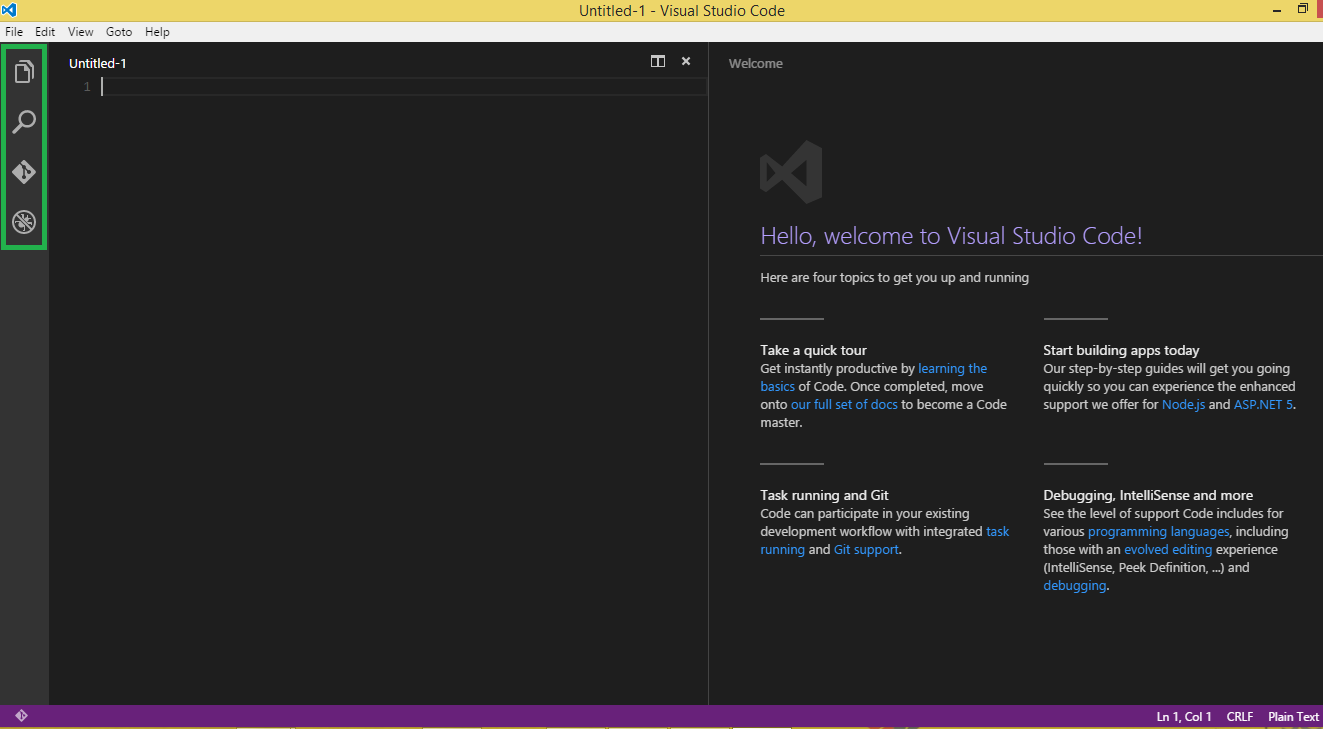 Untitled-1 - Visual Studio Code
File Edit View Goto Help
Untitled-1
1
Welcome
Hello, welcome to Visual Studio Code!
Here are four topics to get you up and running
Take a quick tour
Get instantly productive by learning the
basics of Code. Once completed, move
onto our full set of docs to become a Code
master.
Start building apps today
Our step-by-step guides will get you going
quickly so you can experience the enhanced
support we offer for Node.js and ASP.NET 5.
Task running and Git
Code can participate in your existing
development workflow with integrated task
running and Git support.
Debugging, IntelliSense and more
See the level of support Code includes for
various programming languages, including
those with an evolved editing experience
(IntelliSense, Peek Definition, ...) and
debugging.
Ln 1, Col 1 CRLF Plain Text